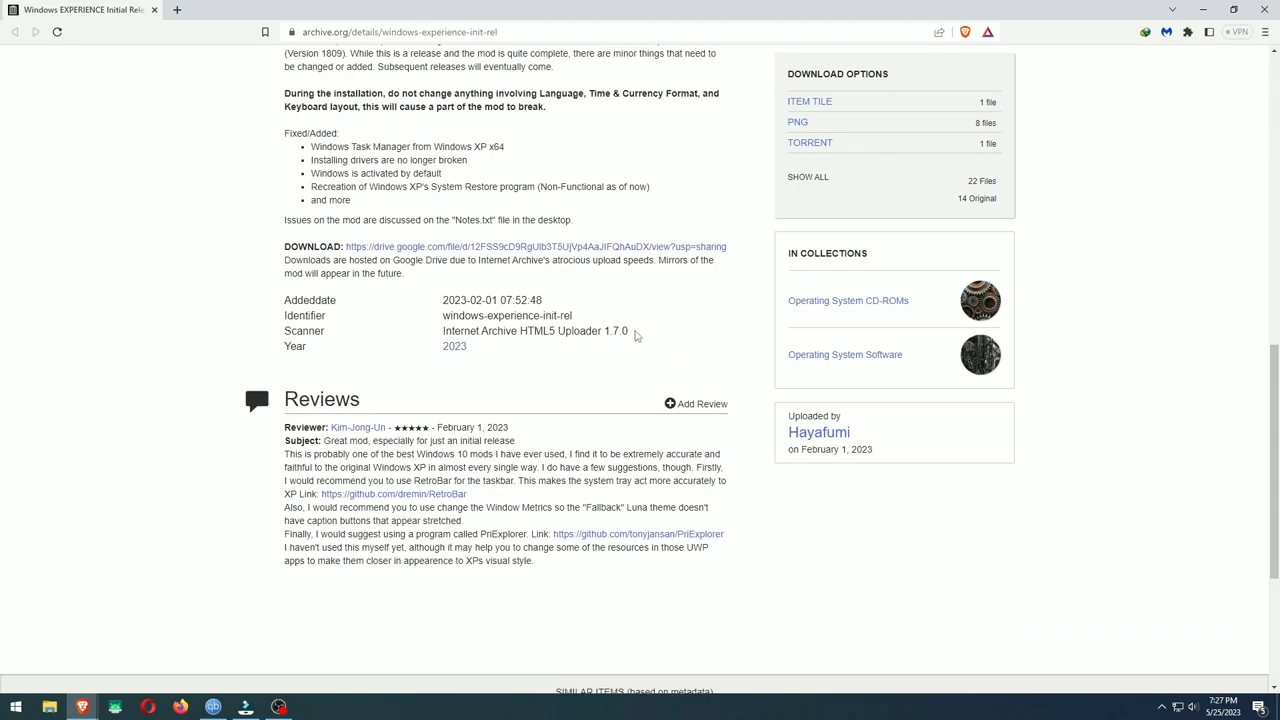 Windows EXPERIENCE Initial Rele
archive.org/details/windows-experience-init-rel
VPN
(Version 1809). While this is a release and the mod is quite complete, there are minor things that need to
be changed or added. Subsequent releases will eventually come.
During the installation, do not change anything involving Language, Time & Currency Format, and
Keyboard layout, this will cause a part of the mod to break.
Fixed/Added:
Windows Task Manager from Windows XP x64
Installing drivers are no longer broken
Windows is activated by default
Recreation of Windows XP's System Restore program (Non-Functional as of now)
and more
Issues on the mod are discussed on the "Notes.txt" file in the desktop.
DOWNLOAD: https://drive.google.com/file/d/12FSS9cD9RgUlb3T5UjVp4AaJIFQhAuDX/view?usp=sharing
Downloads are hosted on Google Drive due to Internet Archive's atrocious upload speeds. Mirrors of the
mod will appear in the future.
Addeddate 2023-02-01 07:52:48
Identifier windows-experience-init-rel
Scanner Internet Archive HTML5 Uploader 1.7.0
Year 2023
Reviews
Add Review
Reviewer: Kim-Jong-Un - ★★★★★ - February 1, 2023
Subject: Great mod, especially for just an initial release
This is probably one of the best Windows 10 mods I have ever used, I find it to be extremely accurate and
faithful to the original Windows XP in almost every single way. I do have a few suggestions, though. Firstly,
I would recommend you to use RetroBar for the taskbar. This makes the system tray act more accurately to
XP Link: https://github.com/dremin/RetroBar
Also, I would recommend you to use change the Window Metrics so the "Fallback" Luna theme doesn't
have caption buttons that appear stretched.
Finally, I would suggest using a program called PriExplorer. Link: https://github.com/tonyjansan/PriExplorer
I haven't used this myself yet, although it may help you to change some of the resources in those UWP
apps to make them closer in appearence to XPs visual style.
DOWNLOAD OPTIONS
ITEM TILE 1 file
PNG 8 files
TORRENT 1 file
SHOW ALL 22 Files
14 Original
IN COLLECTIONS
Operating System CD-ROMs
Operating System Software
Uploaded by
Hayafumi
on February 1, 2023
SIMILAR ITEMS (based on metadata)
7:27 PM
5/25/2023